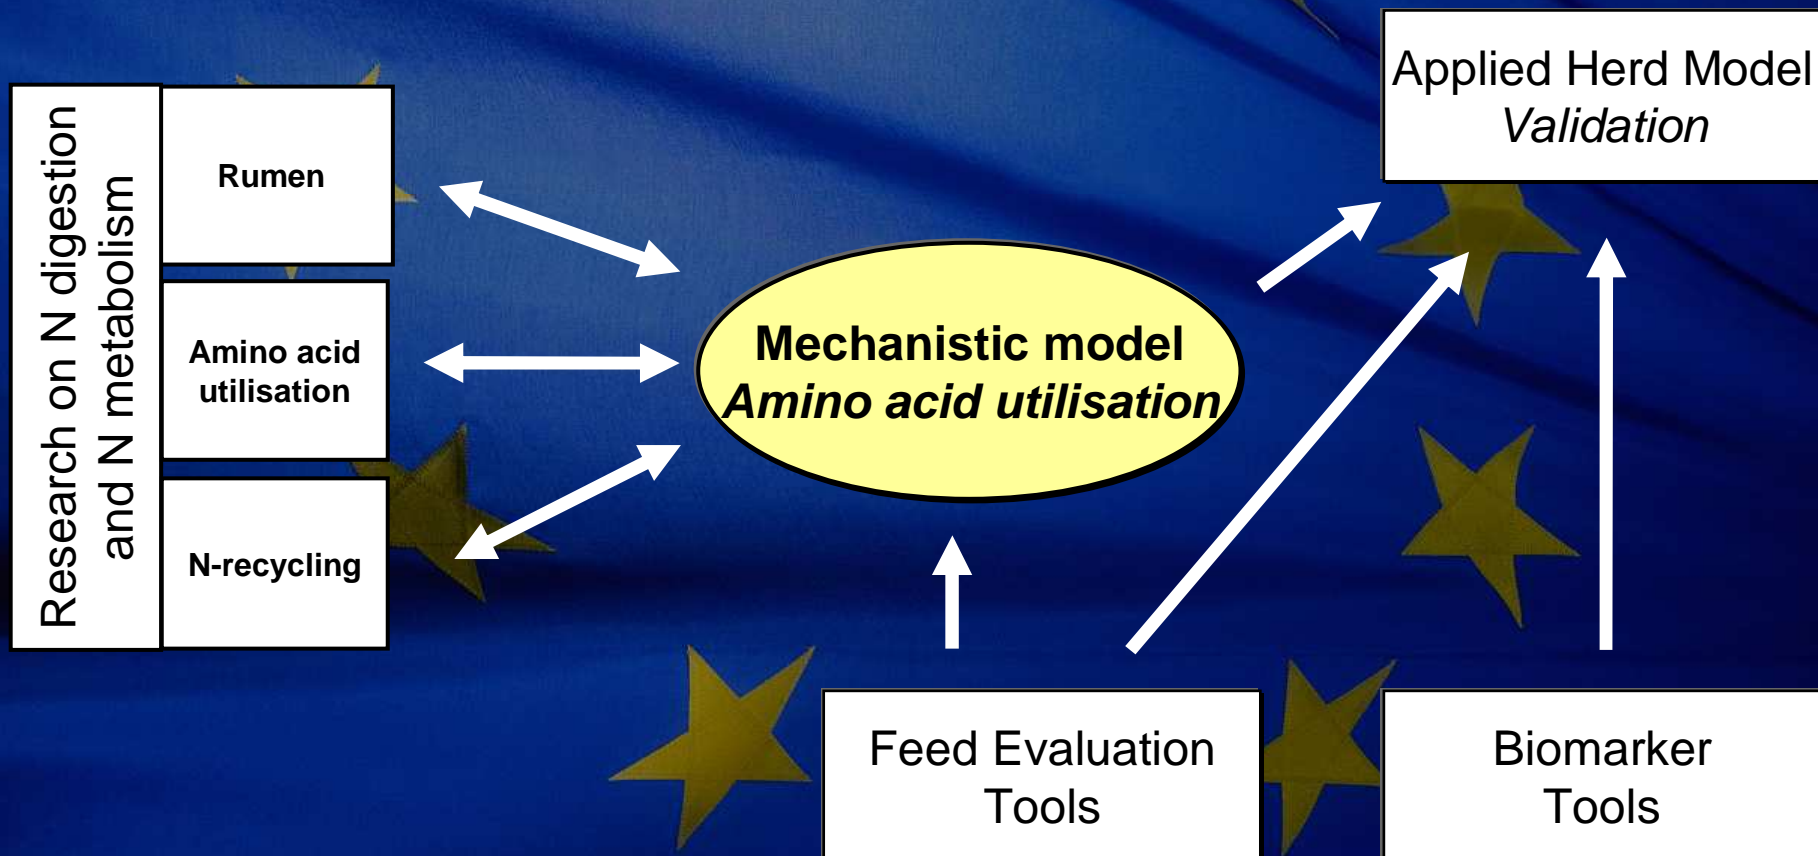 Research on N digestion
and N metabolism
Rumen
Amino acid
utilisation
N-recycling
Mechanistic model
Amino acid utilisation
Applied Herd Model
Validation
Feed Evaluation
Tools
Biomarker
Tools